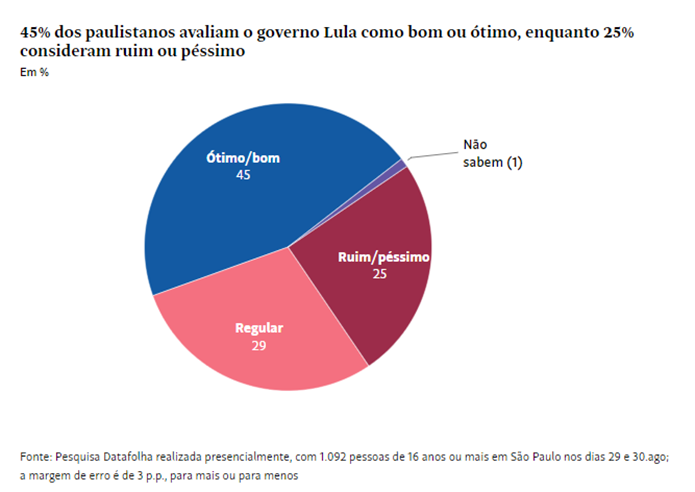 45% dos paulistanos avaliam o governo Lula como bom ou ótimo, enquanto 25%
consideram ruim ou péssimo
Em %
Não
sabem (1)
Ótimo/bom
45
Ruim/péssimo
25
Regular
29
Fonte: Pesquisa Datafolha realizada presencialmente, com 1.092 pessoas de 16 anos ou mais em São Paulo nos dias 29 e 30.ago;
a margem de erro é de 3 p.p., para mais ou para menos